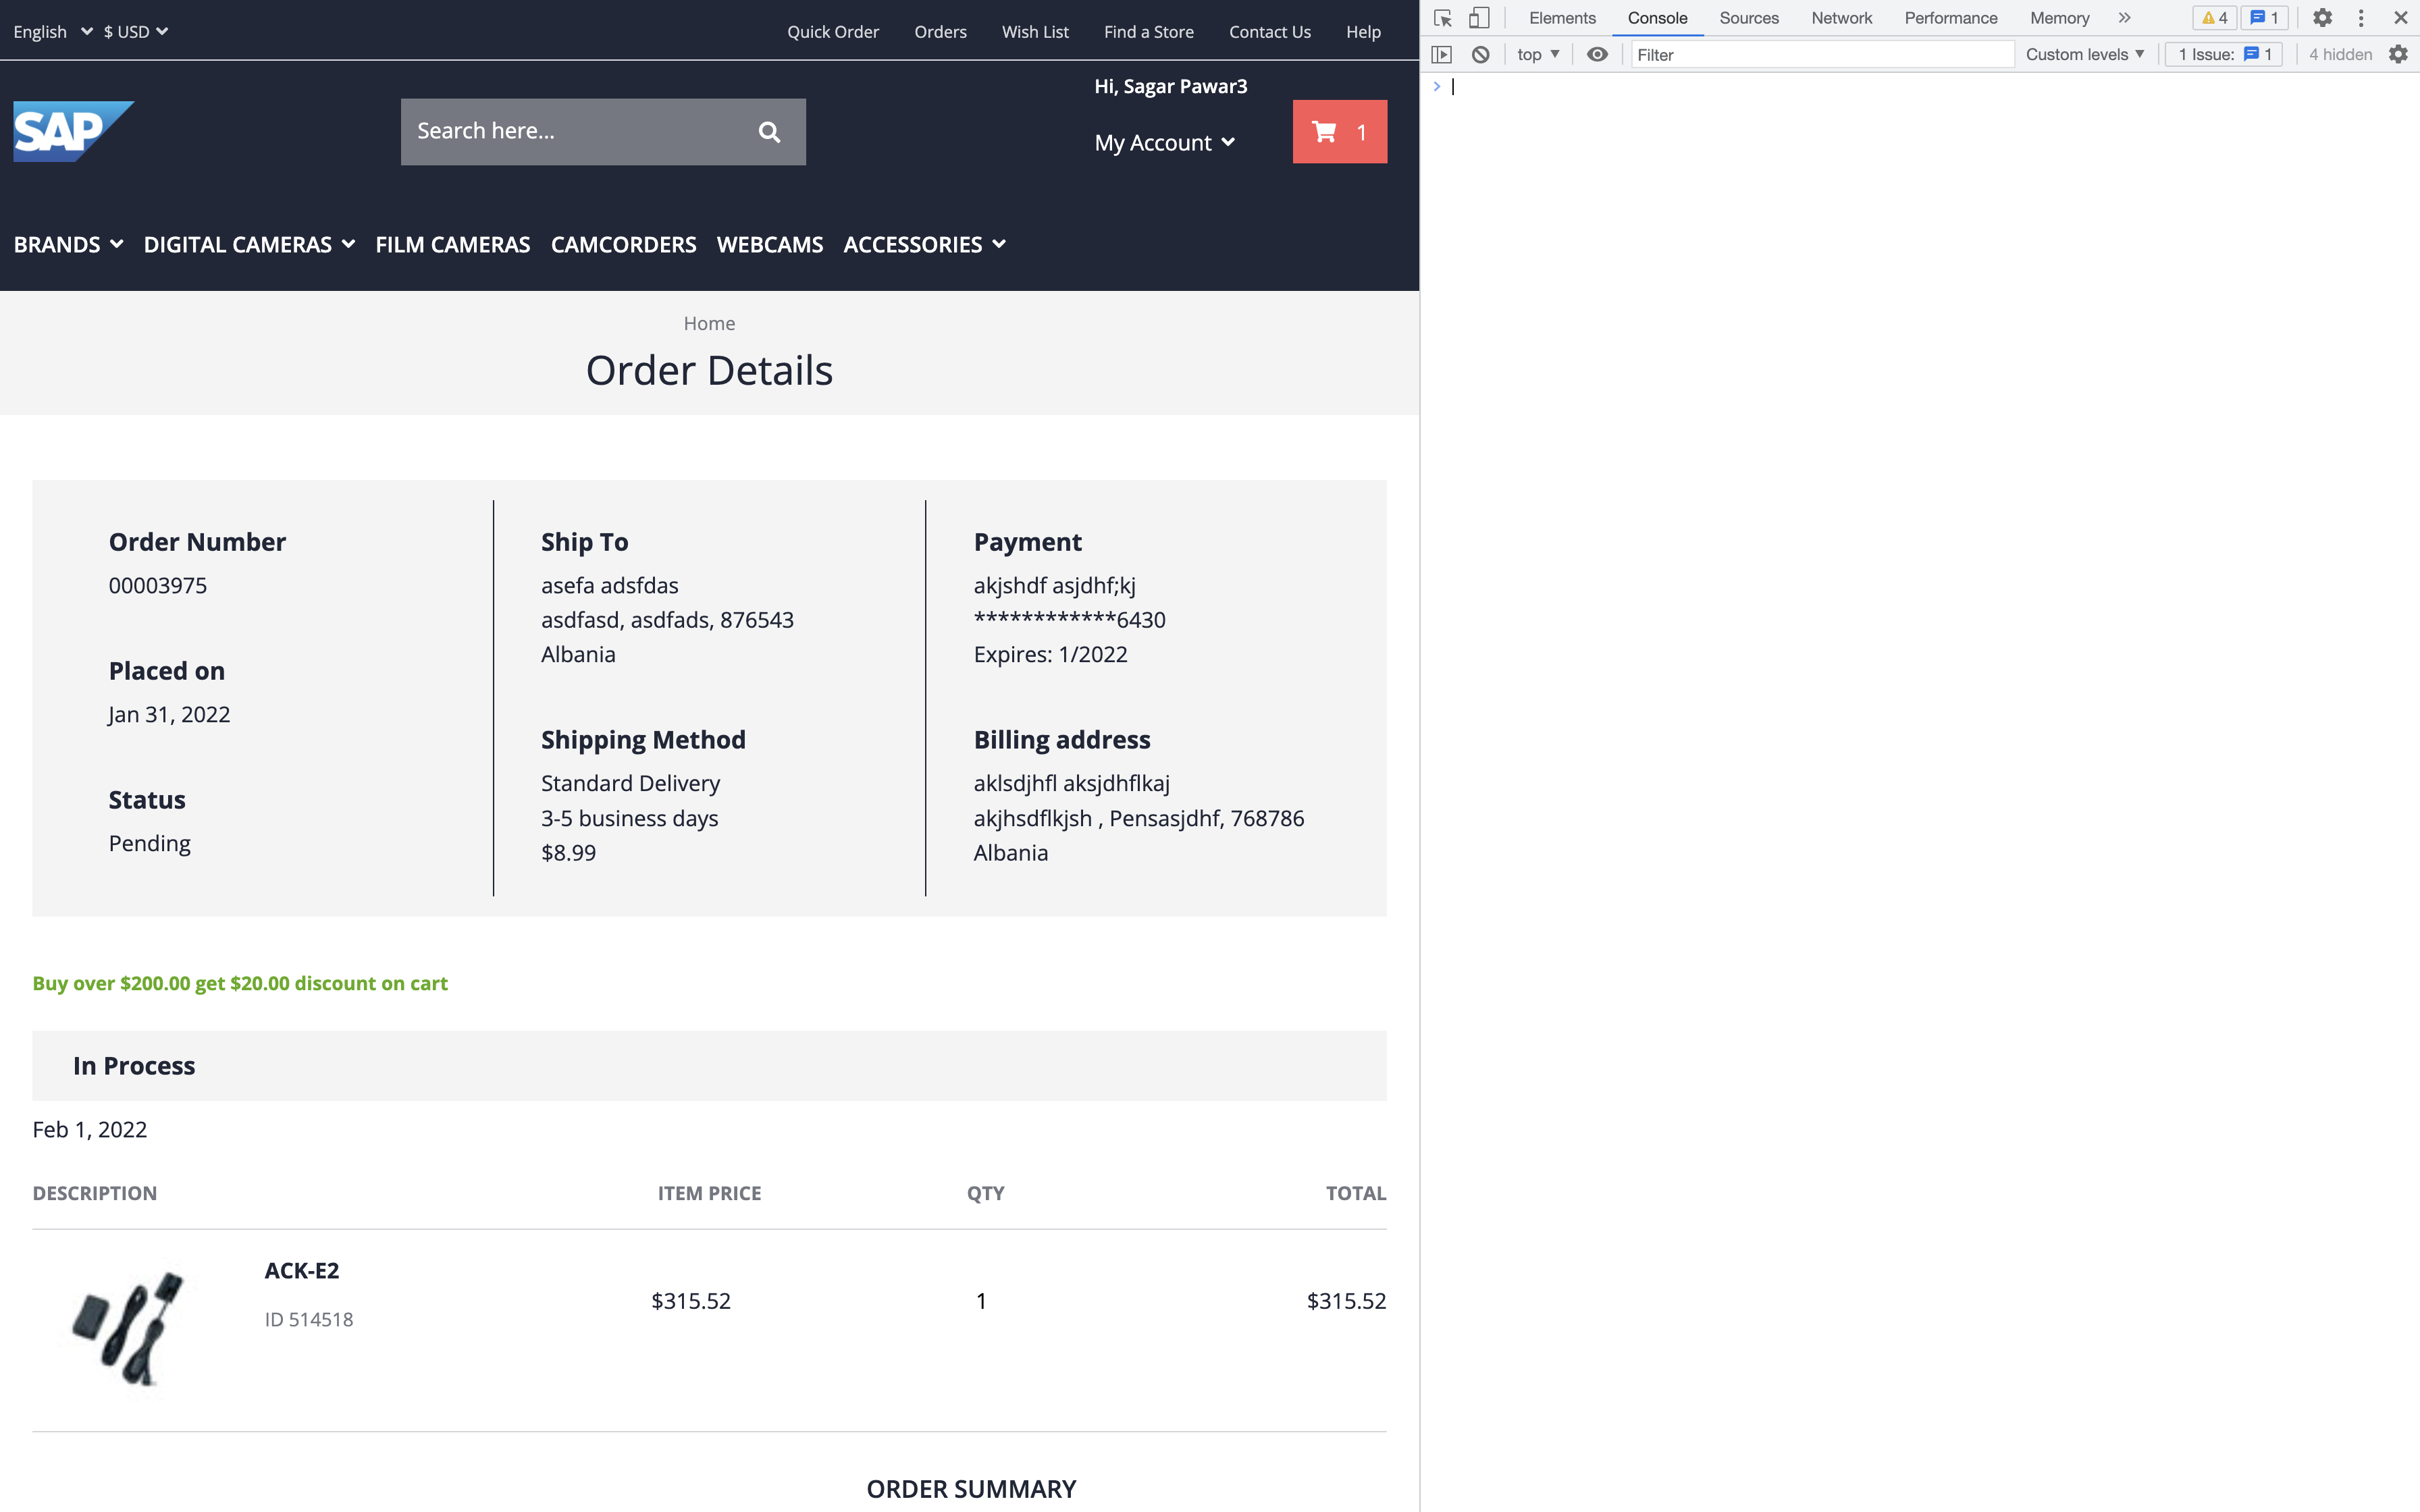 English $ USD Quick Order Orders Wish List Find a Store Contact Us Help
Hi, Sagar Pawar3
SAP Search here... My Account 1
BRANDS DIGITAL CAMERAS FILM CAMERAS CAMCORDERS WEBCAMS ACCESSORIES
Home
Order Details
Order Number
00003975
Placed on
Jan 31, 2022
Status
Pending
Ship To
asefa adsfdas
asdfasd, asdfads, 876543
Albania
Shipping Method
Standard Delivery
3-5 business days
$8.99
Payment
akjshdf asjdhf;kj
************6430
Expires: 1/2022
Billing address
aklsdjhfl aksjdhflkaj
akjhsdflkjsh , Pensasjdhf, 768786
Albania
Buy over $200.00 get $20.00 discount on cart
In Process
Feb 1, 2022
DESCRIPTION ITEM PRICE QTY TOTAL
ACK-E2
ID 514518
$315.52 1 $315.52
ORDER SUMMARY
Elements Console Sources Network Performance Memory 4 1
top Filter Custom levels 1 Issue: 1 4 hidden